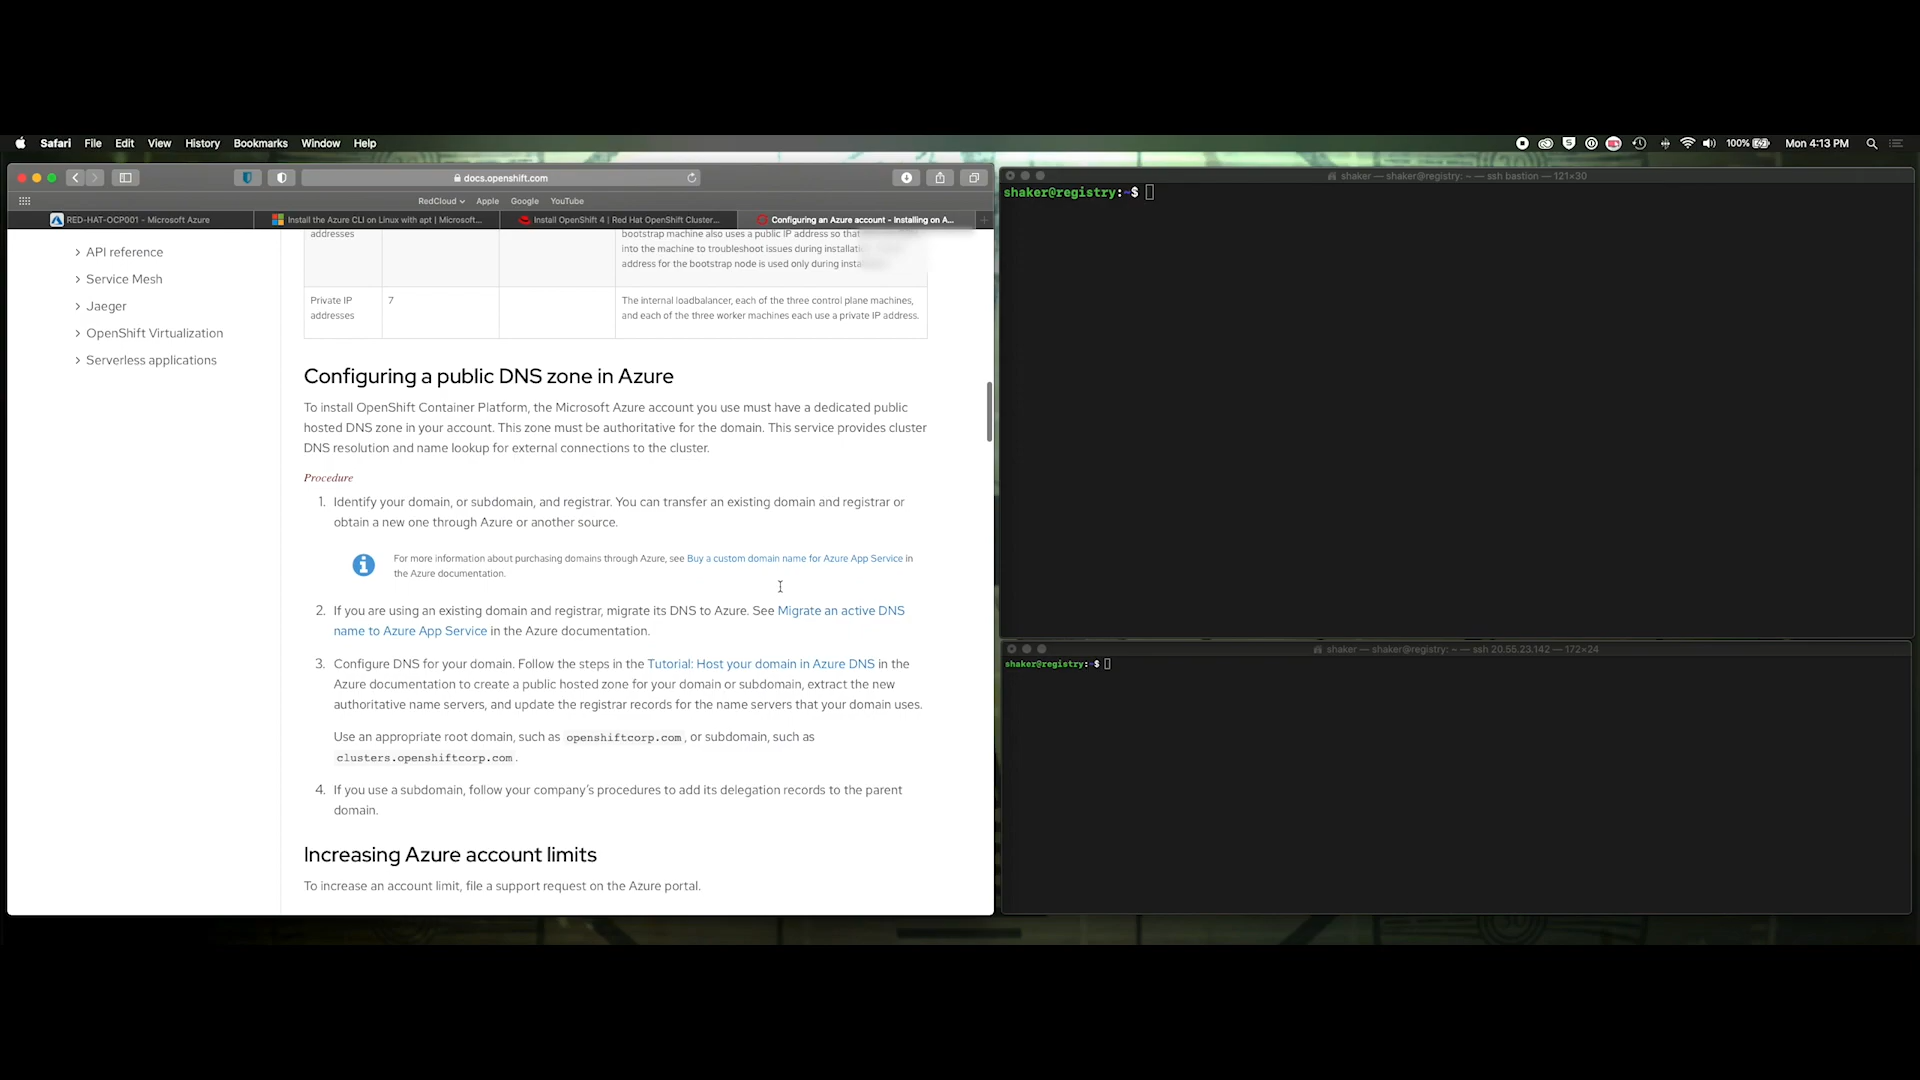 Safari File Edit View History Bookmarks Window Help
100% Mon 4:13 PM
docs.openshift.com
RedCloud Apple Google YouTube
RED-HAT-OCP001 - Microsoft Azure
Install the Azure CLI on Linux with apt | Microsoft...
Install OpenShift 4 | Red Hat OpenShift Cluster...
Configuring an Azure account - Installing on A...
API reference
Service Mesh
Jaeger
OpenShift Virtualization
Serverless applications
addresses
bootstrap machine also uses a public IP address so that
into the machine to troubleshoot issues during
address for the bootstrap node is used only during
Private IP
addresses
7
The internal loadbalancer, each of the three control plane machines,
and each of the three worker machines each use a private IP address.
Configuring a public DNS zone in Azure
To install OpenShift Container Platform, the Microsoft Azure account you use must have a dedicated public
hosted DNS zone in your account. This zone must be authoritative for the domain. This service provides cluster
DNS resolution and name lookup for external connections to the cluster.
Procedure
1. Identify your domain, or subdomain, and registrar. You can transfer an existing domain and registrar or
obtain a new one through Azure or another source.
For more information about purchasing domains through Azure, see Buy a custom domain name for Azure App Service in
the Azure documentation.
2. If you are using an existing domain and registrar, migrate its DNS to Azure. See Migrate an active DNS
name to Azure App Service in the Azure documentation.
3. Configure DNS for your domain. Follow the steps in the Tutorial: Host your domain in Azure DNS in the
Azure documentation to create a public hosted zone for your domain or subdomain, extract the new
authoritative name servers, and update the registrar records for the name servers that your domain uses.
Use an appropriate root domain, such as openshiftcorp.com, or subdomain, such as
clusters.openshiftcorp.com.
4. If you use a subdomain, follow your company's procedures to add its delegation records to the parent
domain.
Increasing Azure account limits
To increase an account limit, file a support request on the Azure portal.
shaker — shaker@registry: ~ — ssh bastion — 121×30
shaker@registry:~$
shaker — shaker@registry: ~ — ssh 20.55.23.142 — 172×24
shaker@registry:~$